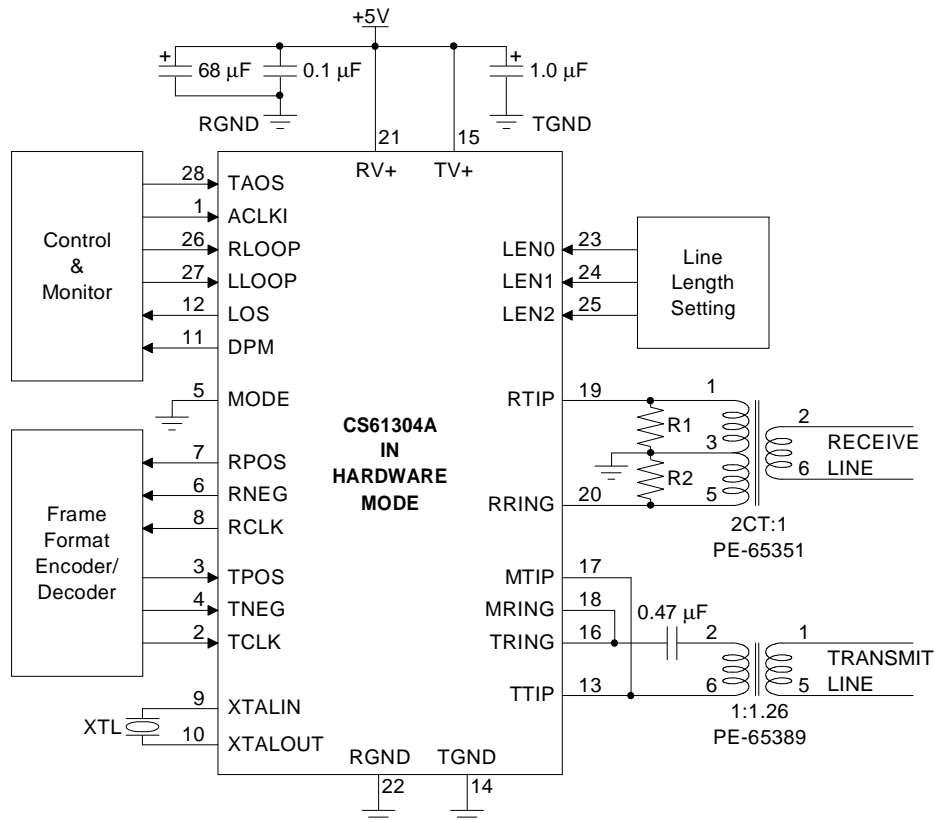 +5V
+
68 µF
0.1 µF
+
1.0 µF
RGND
TGND
21
15
RV+
TV+
Control
&
Monitor
28
TAOS
1
ACLKI
26
RLOOP
27
LLOOP
12
LOS
11
DPM
5
MODE
LEN0
23
LEN1
24
LEN2
25
Line
Length
Setting
CS61304A
IN
HARDWARE
MODE
Frame
Format
Encoder/
Decoder
7
RPOS
6
RNEG
8
RCLK
3
TPOS
4
TNEG
2
TCLK
RTIP
19
R1
R2
RRING
20
1
3
5
2
6
RECEIVE
LINE
2CT:1
PE-65351
MTIP
17
MRING
18
TRING
16
TTIP
13
0.47 µF
2
6
1
5
TRANSMIT
LINE
1:1.26
PE-65389
XTL
9
XTALIN
10
XTALOUT
RGND
TGND
22
14